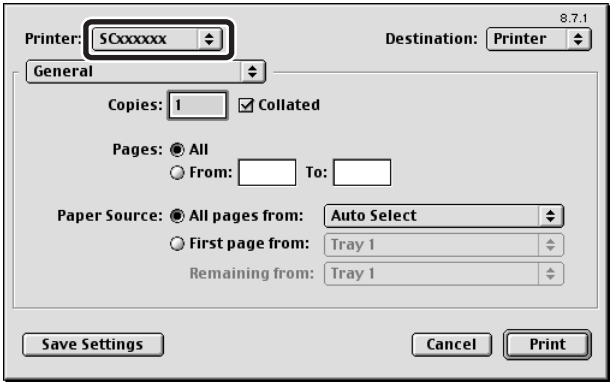 8.7.1
Printer: SCxxxxxx Destination: Printer
General
Copies: 1 Collated
Pages: All
From: To:
Paper Source: All pages from: Auto Select
First page from: Tray 1
Remaining from: Tray 1
Save Settings Cancel Print